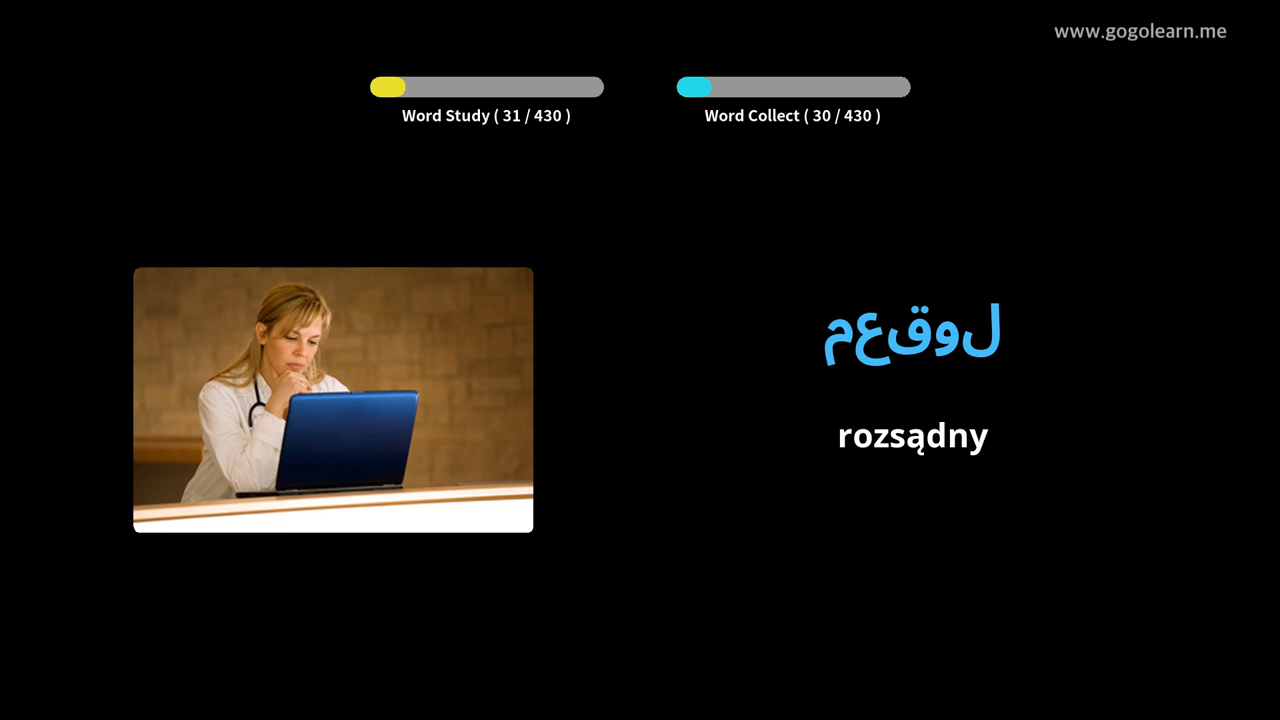 www.gogolearn.me
Word Study ( 31 / 430 )
Word Collect ( 30 / 430 )
معقول
rozsądny